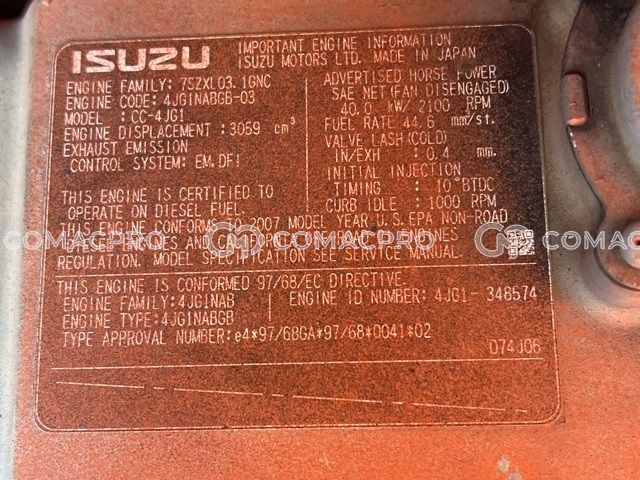 ISUZU
IMPORTANT ENGINE INFORMATION
ISUZU MOTORS LTD. MADE IN JAPAN
ENGINE FAMILY: 7SZXL03.1GNC
ENGINE CODE: 4JG1NABGB-03
MODEL : CC-4JG1
ENGINE DISPLACEMENT: 3059 cm³
EXHAUST EMISSION
CONTROL SYSTEM: EM,DFI
THIS ENGINE IS CERTIFIED TO
OPERATE ON DIESEL FUEL.
ADVERTISED HORSE POWER
SAE NET(FAN DISENGAGED)
40.0 kW/ 2100 RPM
FUEL RATE 44.6 mm³/st.
VALVE LASH(COLD)
IN/EXH : 0.4 mm.
INITIAL INJECTION
TIMING : 10°BTDC
CURB IDLE : 1000 RPM
THIS ENGINE CONFORMS TO 2007 MODEL YEAR U.S.EPA NON-ROAD
AND ENGINES
REGULATION. MODEL SPECIFICATION SEE SERVICE MANUAL.
COMACPRO COMACPRO COMACPRO
THIS ENGINE IS CONFORMED 97/68/EC DIRECTIVE.
ENGINE FAMILY:4JG1NAB ENGINE ID NUMBER: 4JG1- 348574
ENGINE TYPE:4JG1NABGB
TYPE APPROVAL NUMBER:e4*97/68GA*97/68*0041*02
074J06